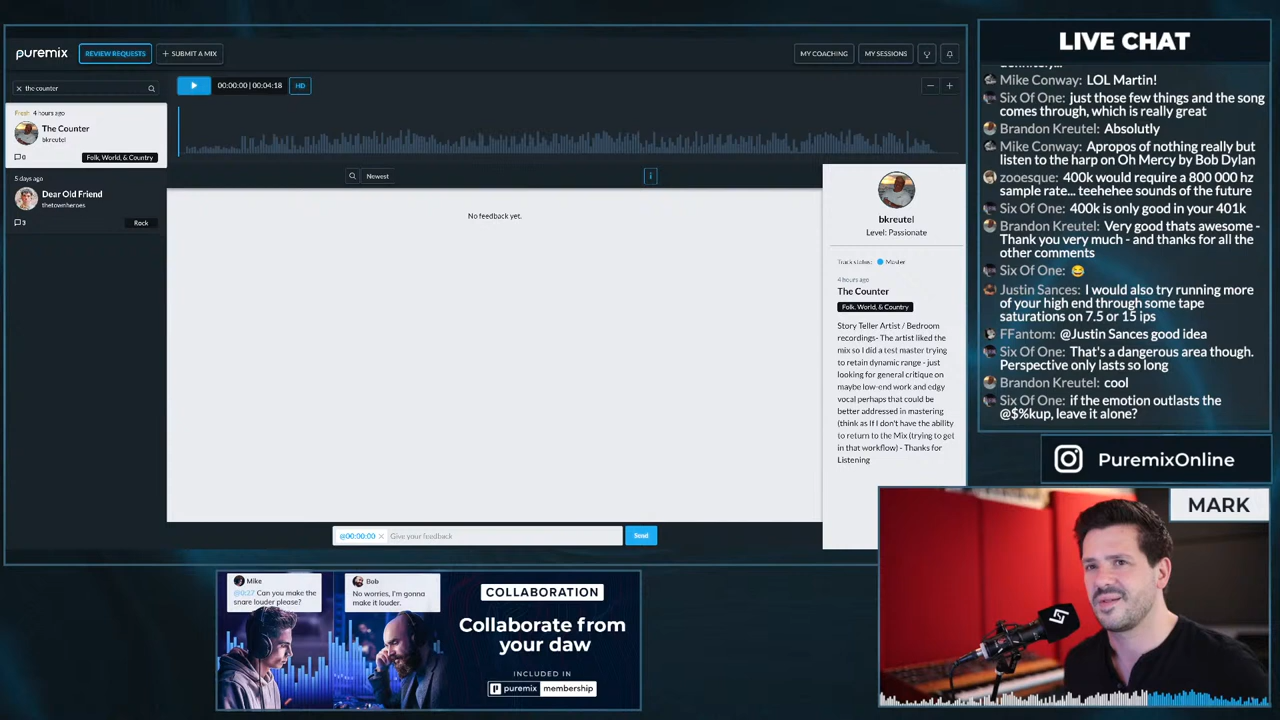 puremix
REVIEW REQUESTS
+ SUBMIT A MIX
MY COACHING
MY SESSIONS
× the counter
00:00:00 | 00:04:18
HD
Fresh 4 hours ago
The Counter
bkreutel
0
Folk, World, & Country
5 days ago
Dear Old Friend
thetownheroes
3
Rock
Newest
i
No feedback yet.
@00:00:00 ×
Give your feedback
Send
bkreutel
Level: Passionate
Track status: Master
4 hours ago
The Counter
Folk, World, & Country
Story Teller Artist / Bedroom
recordings- The artist liked the
mix so I did a test master trying
to retain dynamic range - just
looking for general critique on
maybe low-end work and edgy
vocal perhaps that could be
better addressed in mastering
(think as If I don't have the ability
to return to the Mix (trying to get
in that workflow) - Thanks for
Listening
LIVE CHAT
Mike Conway: LOL Martin!
Six Of One: just those few things and the song
comes through, which is really great
Brandon Kreutel: Absolutly
Mike Conway: Apropos of nothing really but
listen to the harp on Oh Mercy by Bob Dylan
zooesque: 400k would require a 800 000 hz
sample rate... teehehee sounds of the future
Six Of One: 400k is only good in your 401k
Brandon Kreutel: Very good thats awesome -
Thank you very much - and thanks for all the
other comments
Six Of One: 😂
Justin Sances: I would also try running more
of your high end through some tape
saturations on 7.5 or 15 ips
FFantom: @Justin Sances good idea
Six Of One: That's a dangerous area though.
Perspective only lasts so long
Brandon Kreutel: cool
Six Of One: if the emotion outlasts the
@$%kup, leave it alone?
PuremixOnline
MARK
Mike
@0:27 Can you make the
snare louder please?
Bob
No worries, I'm gonna
make it louder.
COLLABORATION
Collaborate from
your daw
INCLUDED IN
puremix membership